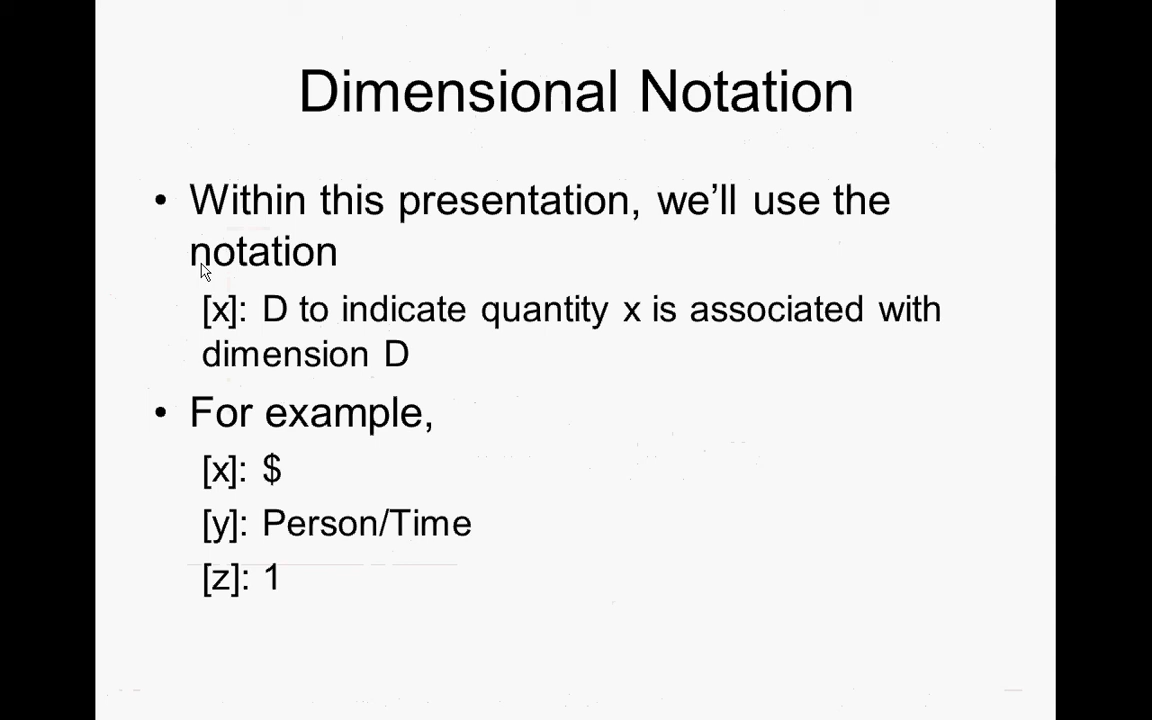 Dimensional Notation
• Within this presentation, we’ll use the
notation
[x]: D to indicate quantity x is associated with
dimension D
• For example,
[x]: $
[y]: Person/Time
[z]: 1